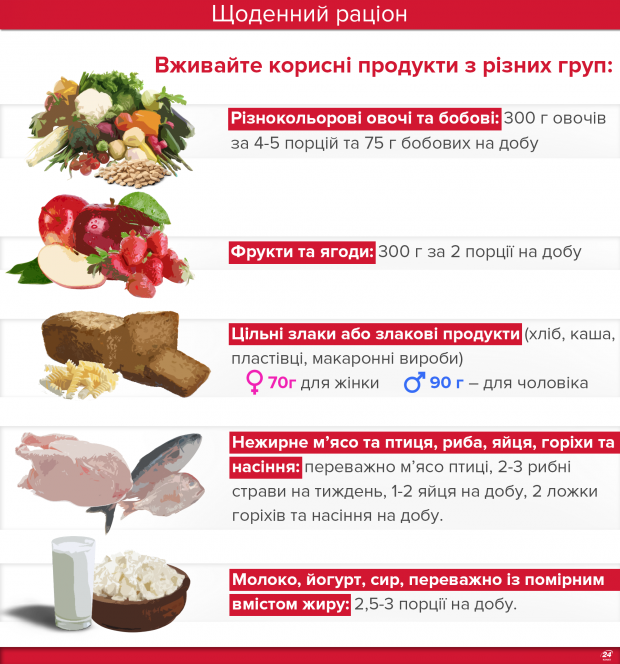 Щоденний раціон
Вживайте корисні продукти з різних груп:
Різнокольорові овочі та бобові: 300 г овочів
за 4-5 порцій та 75 г бобових на добу
Фрукти та ягоди: 300 г за 2 порції на добу
Цільні злаки або злакові продукти (хліб, каша,
пластівці, макаронні вироби)
70г для жінки 90 г – для чоловіка
Нежирне м’ясо та птиця, риба, яйця, горіхи та
насіння: переважно м’ясо птиці, 2-3 рибні
страви на тиждень, 1-2 яйця на добу, 2 ложки
горіхів та насіння на добу.
Молоко, йогурт, сир, переважно із помірним
вмістом жиру: 2,5-3 порції на добу.
24